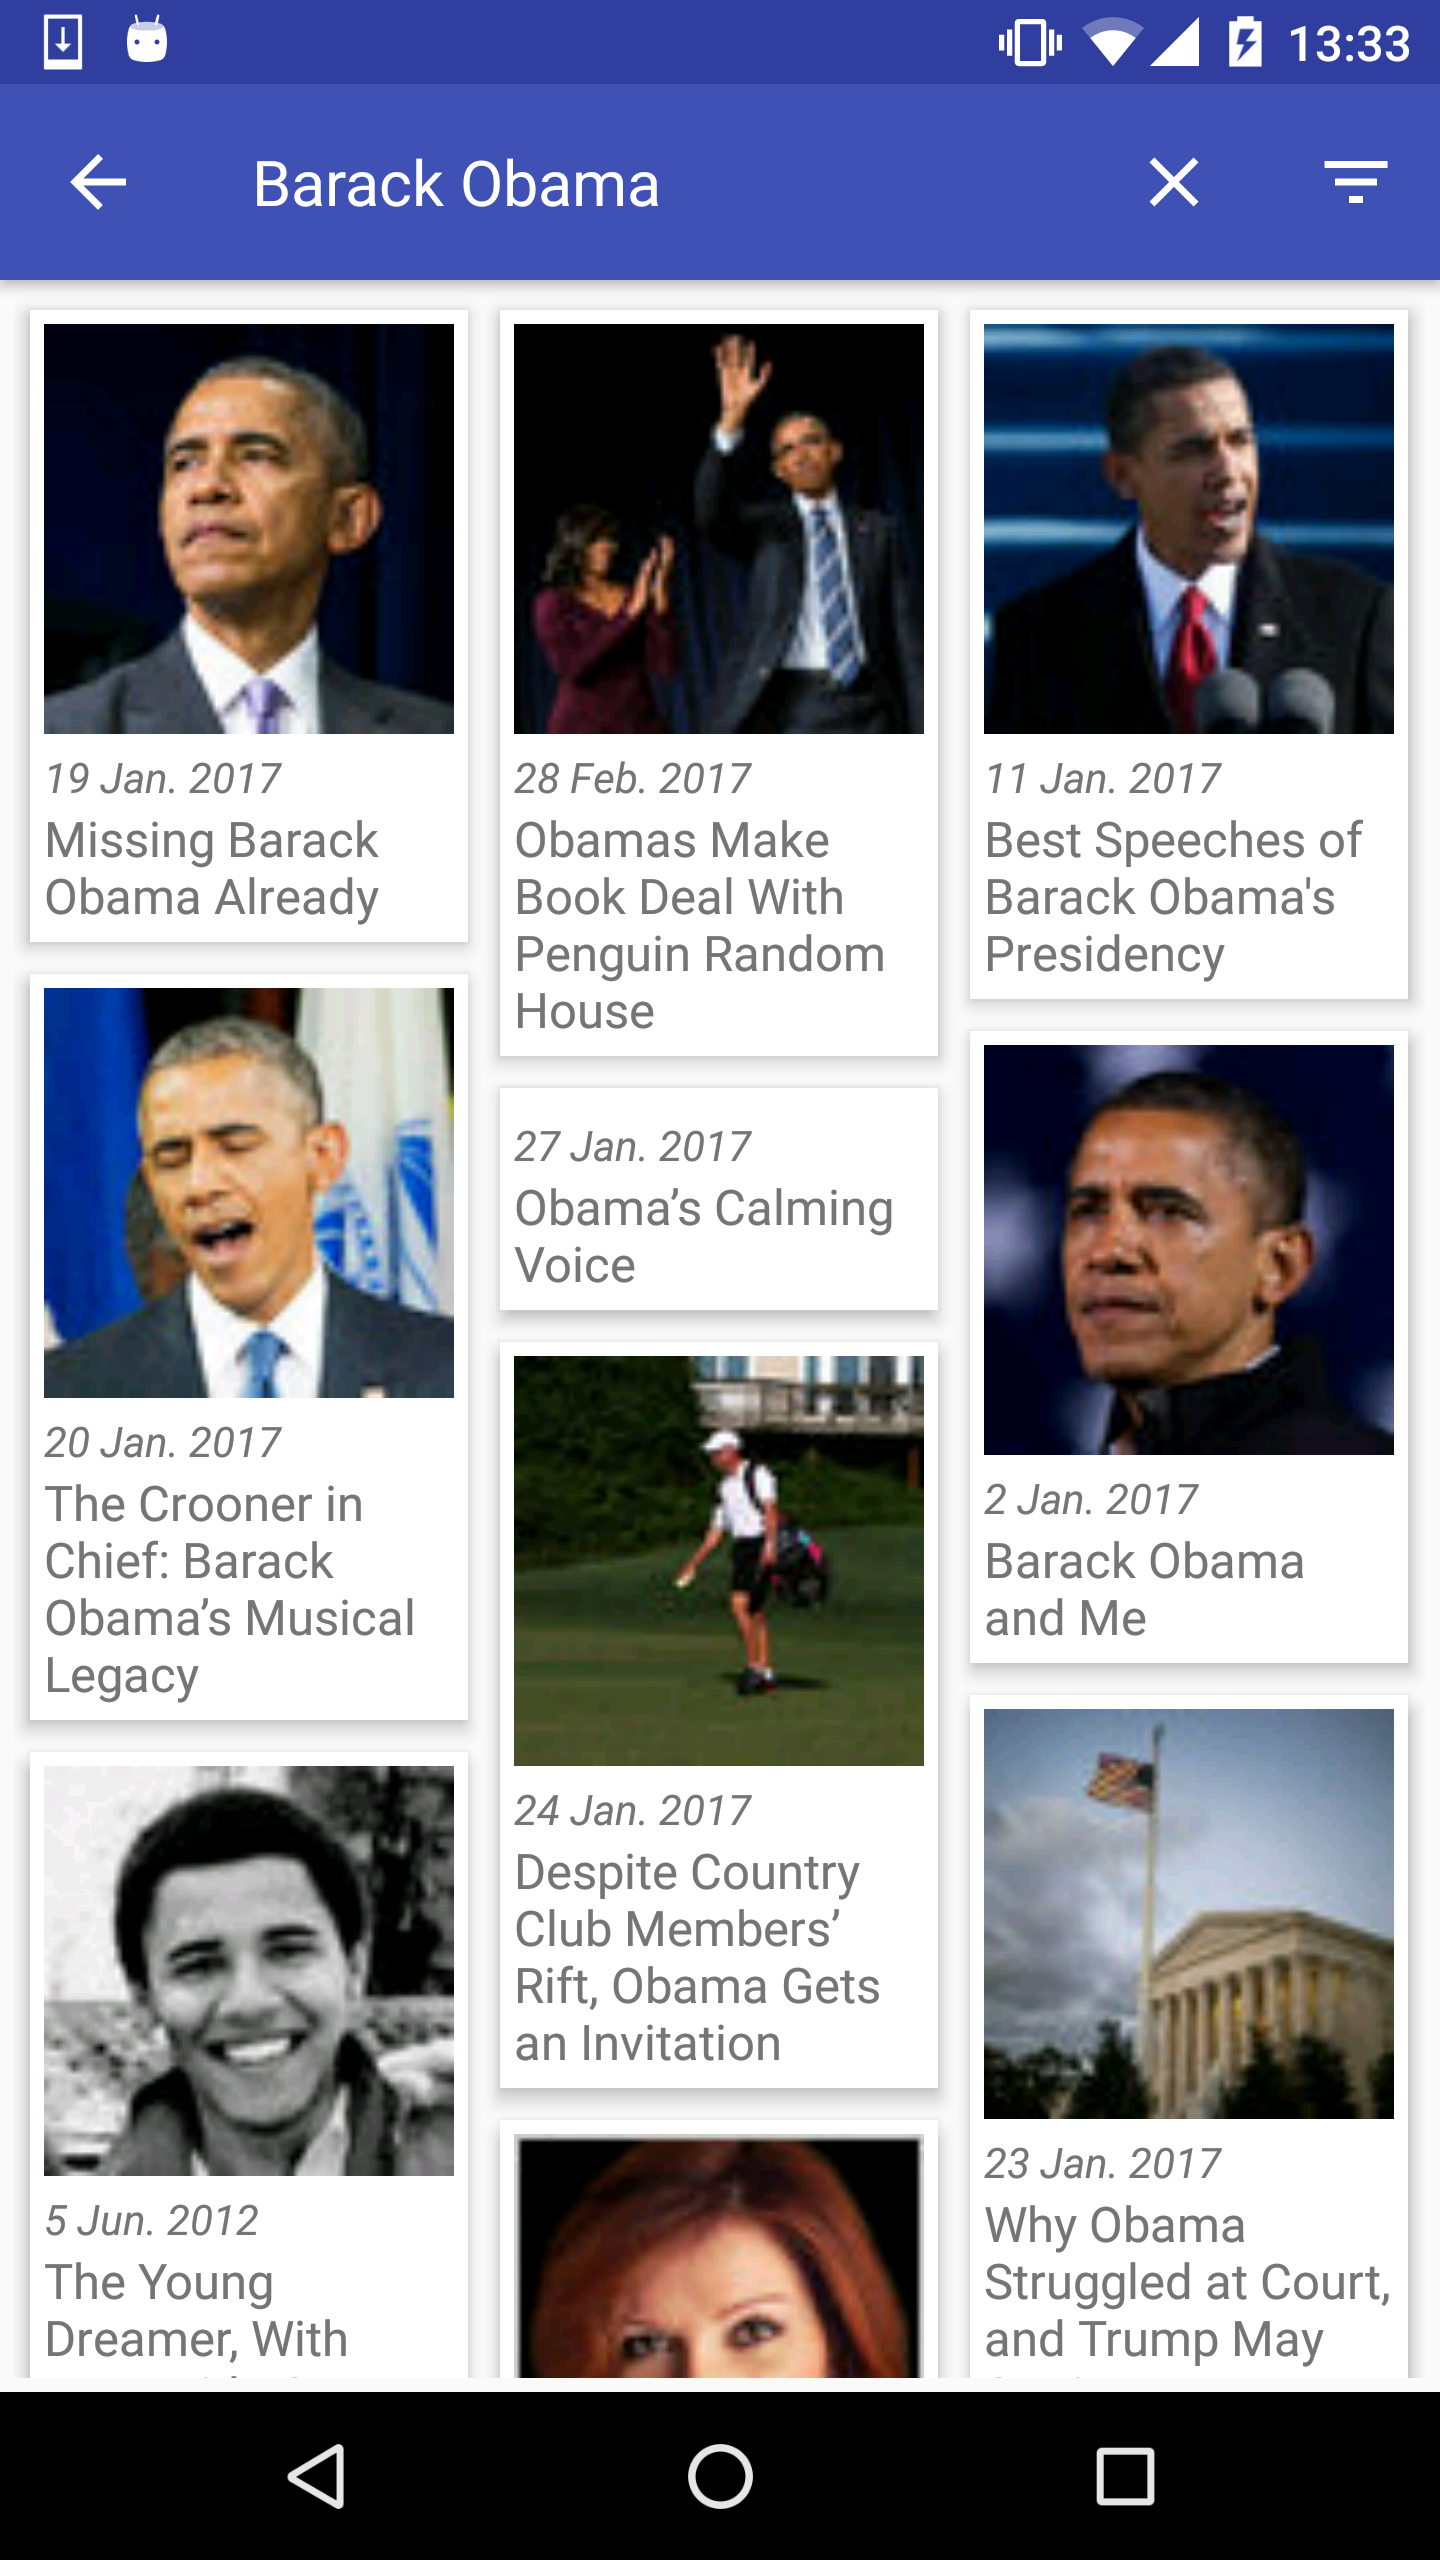 13:33
Barack Obama
19 Jan. 2017
Missing Barack
Obama Already
28 Feb. 2017
Obamas Make
Book Deal With
Penguin Random
House
11 Jan. 2017
Best Speeches of
Barack Obama's
Presidency
20 Jan. 2017
The Crooner in
Chief: Barack
Obama’s Musical
Legacy
27 Jan. 2017
Obama’s Calming
Voice
2 Jan. 2017
Barack Obama
and Me
24 Jan. 2017
Despite Country
Club Members’
Rift, Obama Gets
an Invitation
5 Jun. 2012
The Young
Dreamer, With
23 Jan. 2017
Why Obama
Struggled at Court,
and Trump May